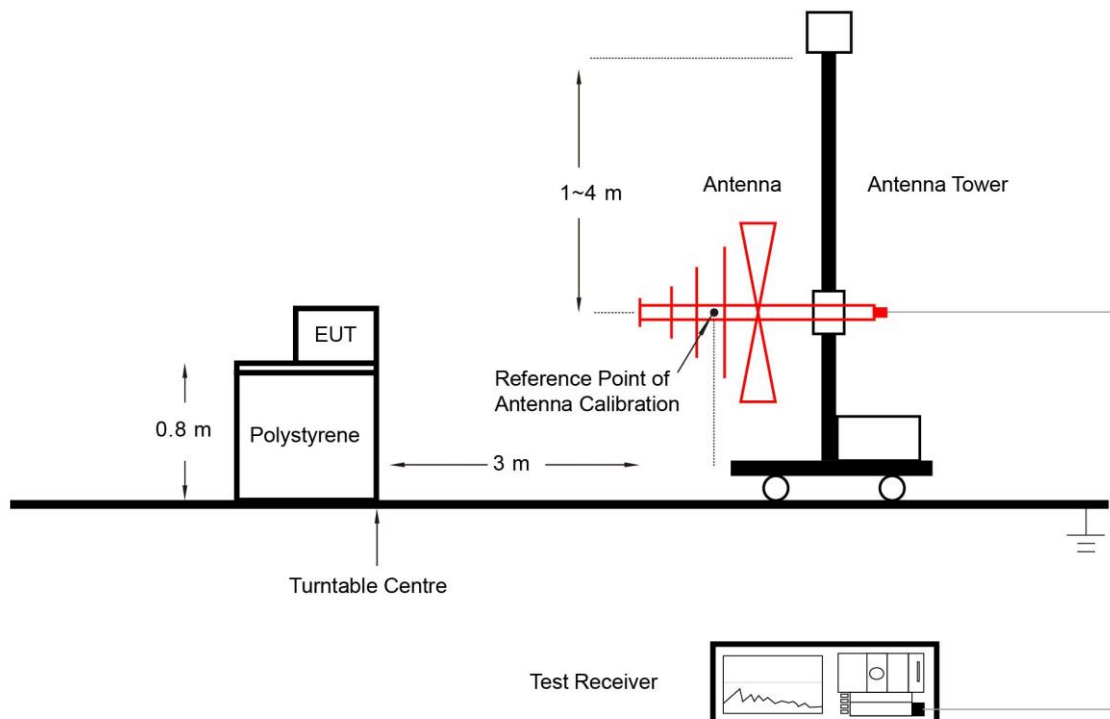 Antenna
Antenna Tower
1~4 m
EUT
Reference Point of
Antenna Calibration
0.8 m
Polystyrene
3 m
Turntable Centre
Test Receiver